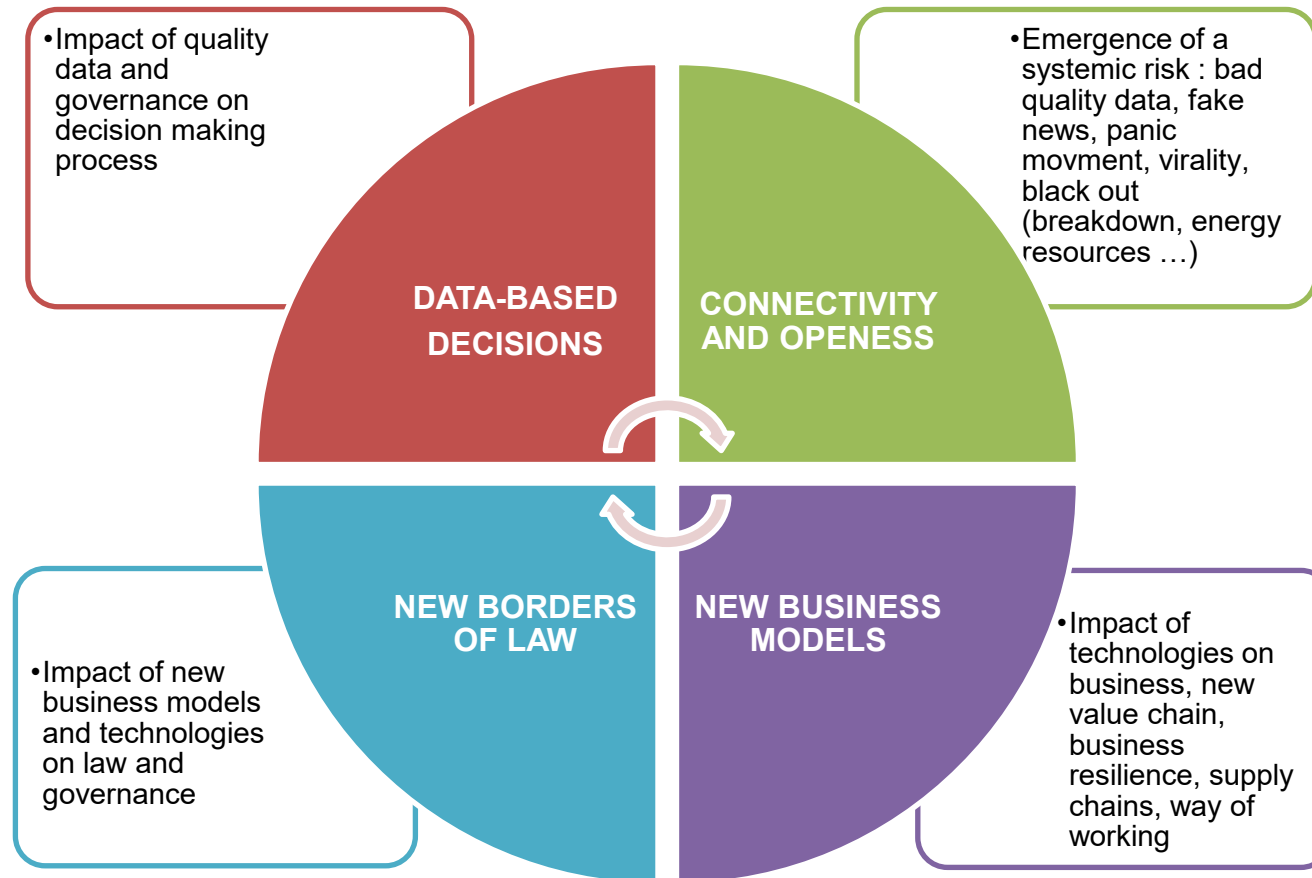 •Impact of quality
data and
governance on
decision making
process
•Emergence of a
systemic risk : bad
quality data, fake
news, panic
movment, virality,
black out
(breakdown, energy
resources …)
DATA-BASED
DECISIONS
CONNECTIVITY
AND OPENESS
NEW BORDERS
OF LAW
NEW BUSINESS
MODELS
•Impact of new
business models
and technologies
on law and
governance
•Impact of
technologies on
business, new
value chain,
business
resilience, supply
chains, way of
working